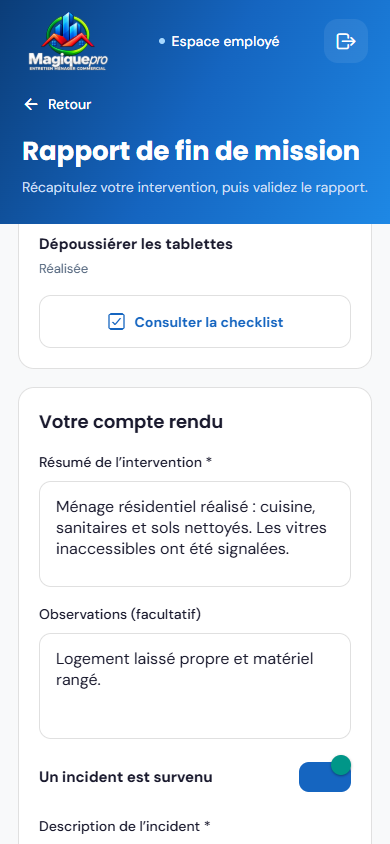 Magiquepro
ENTRETIEN MÉNAGER COMMERCIAL
Espace employé
Retour
Rapport de fin de mission
Récapitulez votre intervention, puis validez le rapport.
Dépoussiérer les tablettes
Réalisée
Consulter la checklist
Votre compte rendu
Résumé de l’intervention *
Ménage résidentiel réalisé : cuisine,
sanitaires et sols nettoyés. Les vitres
inaccessibles ont été signalées.
Observations (facultatif)
Logement laissé propre et matériel
rangé.
Un incident est survenu
Description de l’incident *